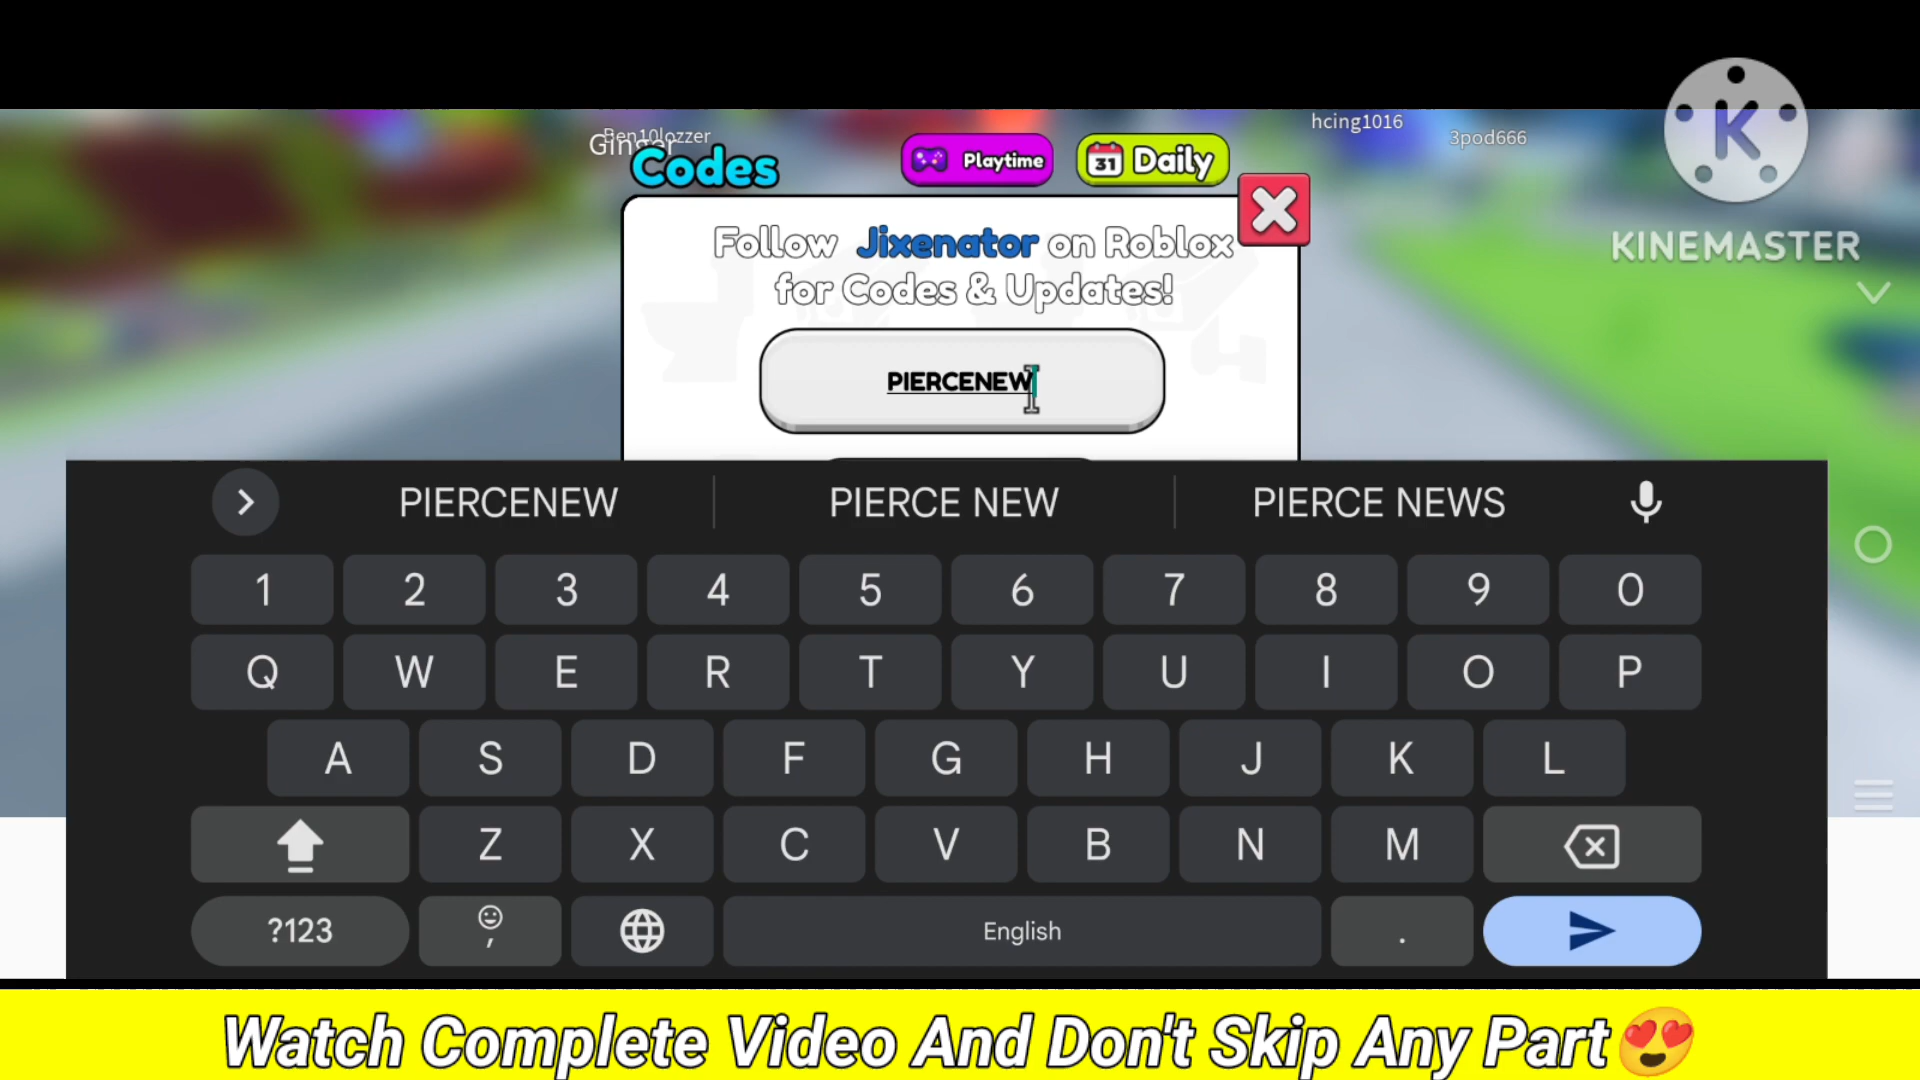 Ben10lozzer
Ginger
hcing1016
3pod666
Codes
Playtime
31 Daily
K
KINEMASTER
Follow Jixenator on Roblox
for Codes & Updates!
PIERCENEW
PIERCENEW PIERCE NEW PIERCE NEWS
1 2 3 4 5 6 7 8 9 0
Q W E R T Y U I O P
A S D F G H J K L
Z X C V B N M
?123 , English .
Watch Complete Video And Don't Skip Any Part😍